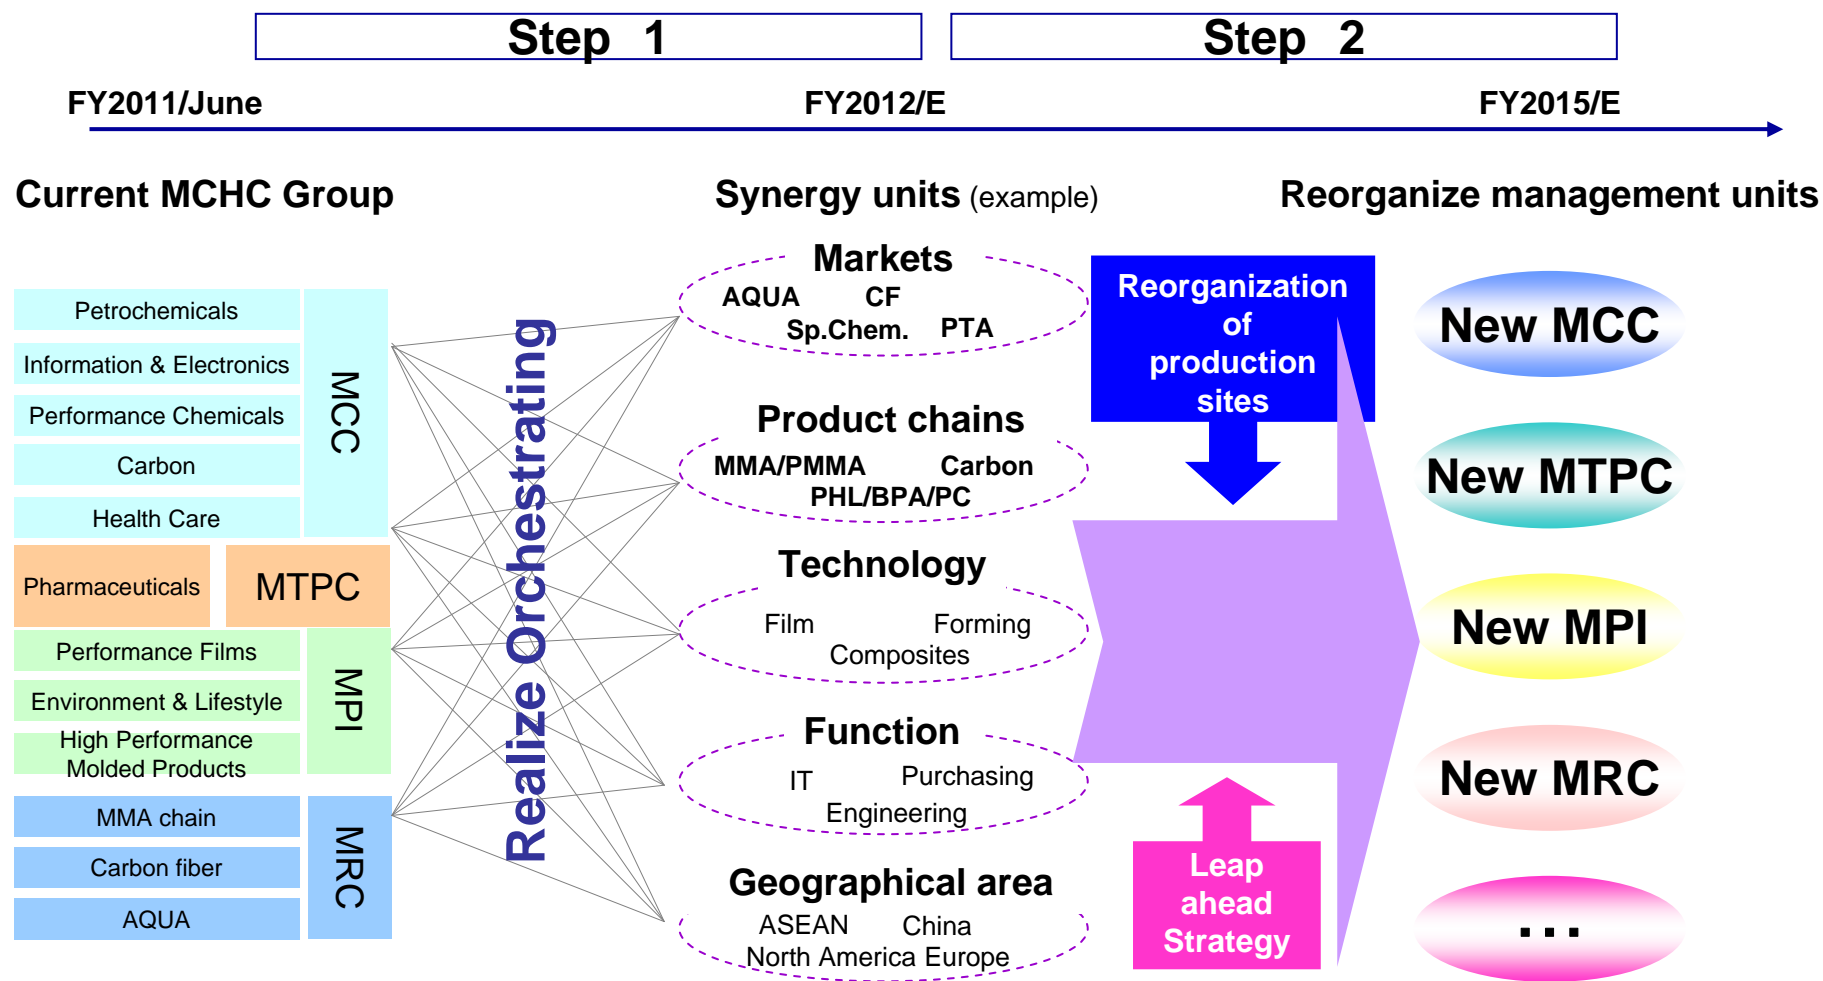 Step 1
Step 2
FY2011/June
FY2012/E
FY2015/E
Current MCHC Group
Synergy units (example)
Reorganize management units
Petrochemicals
Information & Electronics
Performance Chemicals
Carbon
Health Care
MCC
Pharmaceuticals
MTPC
Performance Films
Environment & Lifestyle
High Performance
Molded Products
MPI
MMA chain
Carbon fiber
AQUA
MRC
Realize Orchestrating
Markets
AQUA CF
Sp.Chem. PTA
Product chains
MMA/PMMA Carbon
PHL/BPA/PC
Technology
Film Forming
Composites
Function
IT Purchasing
Engineering
Geographical area
ASEAN China
North America Europe
Reorganization
of
production
sites
Leap
ahead
Strategy
New MCC
New MTPC
New MPI
New MRC
…